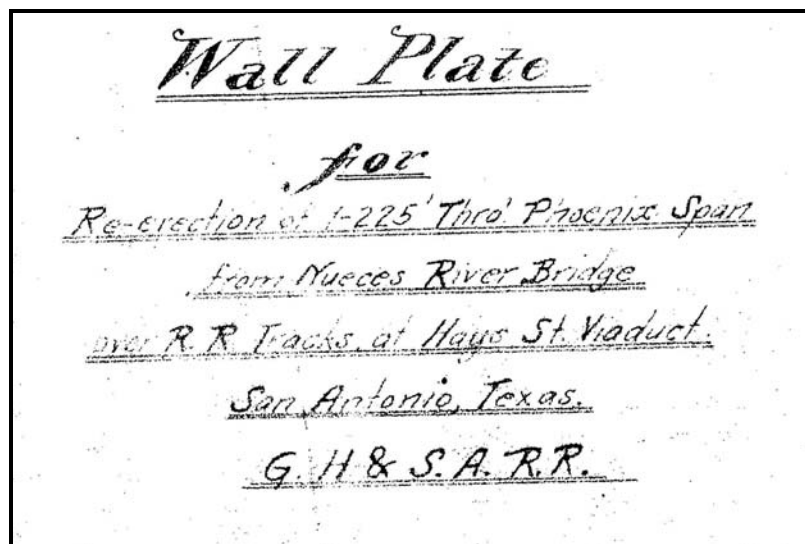 Wall Plate
for
Re-erection of 1-225' Thro' Phoenix Span
from Nueces River Bridge
over R. R. Tracks. at Hays St. Viaduct.
San Antonio, Texas.
G. H & S. A. R.R.